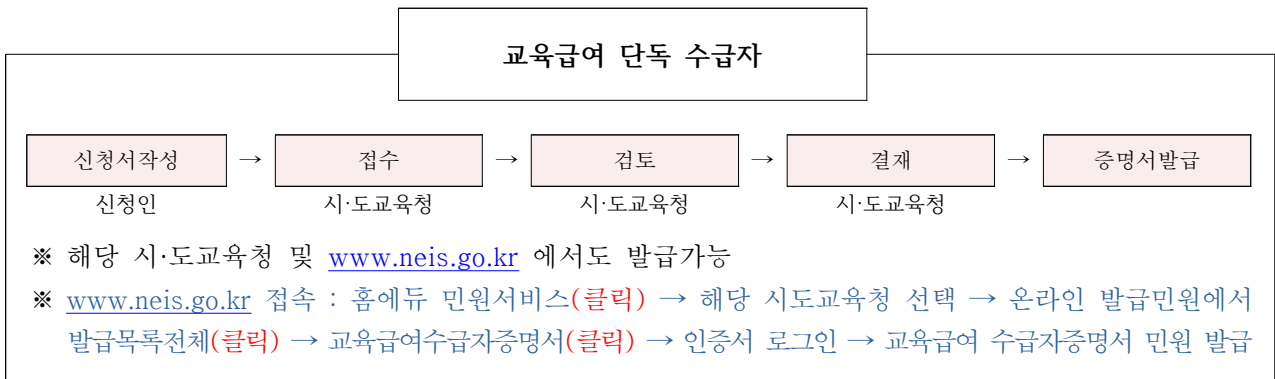 교육급여 단독 수급자
신청서작성 → 접수 → 검토 → 결재 → 증명서발급
신청인 시·도교육청 시·도교육청 시·도교육청
※ 해당 시·도교육청 및 www.neis.go.kr 에서도 발급가능
※ www.neis.go.kr 접속 : 홈에듀 민원서비스(클릭) → 해당 시도교육청 선택 → 온라인 발급민원에서
발급목록전체(클릭) → 교육급여수급자증명서(클릭) → 인증서 로그인 → 교육급여 수급자증명서 민원 발급